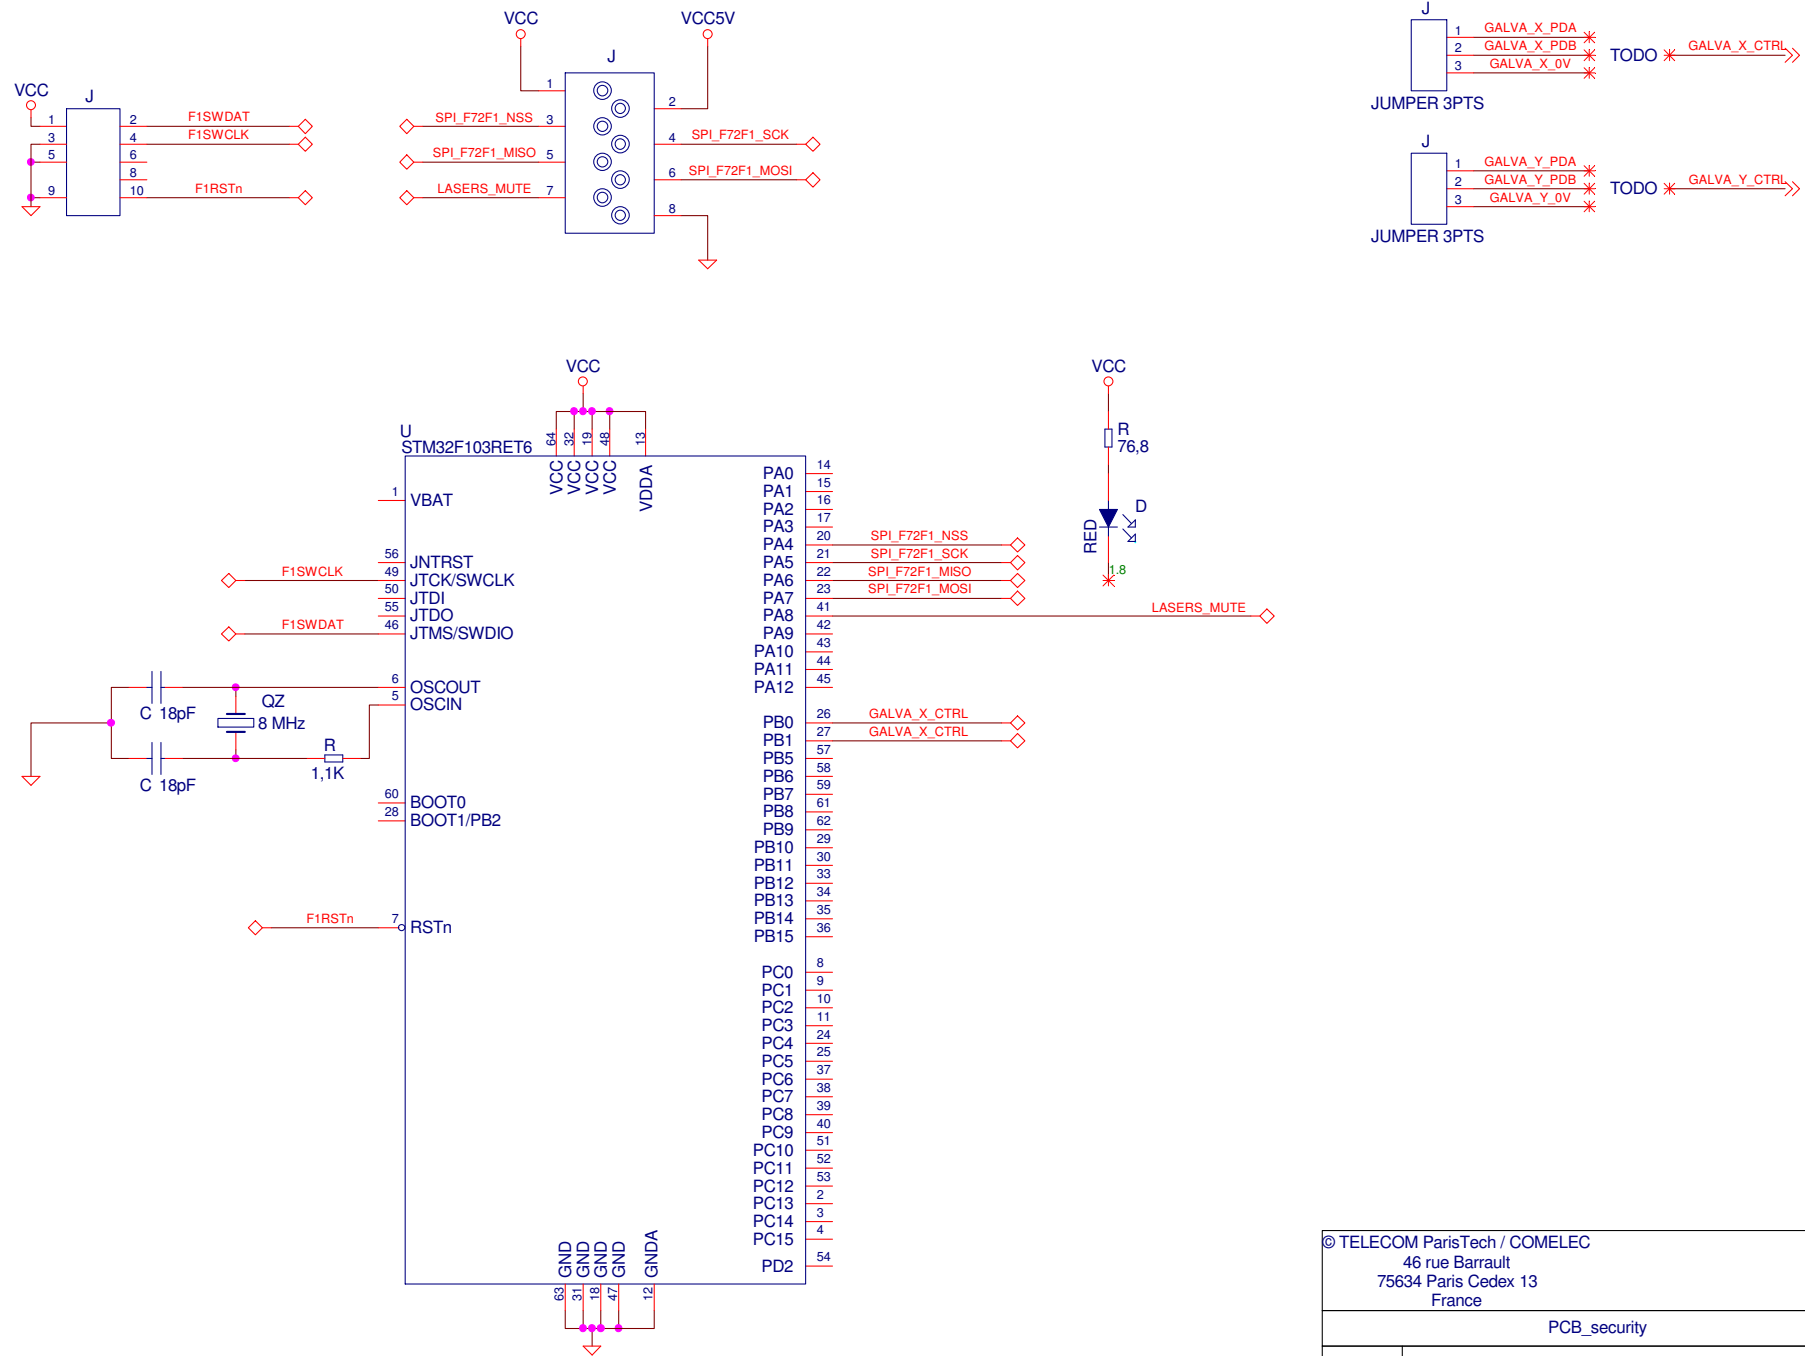 VCC
J
1
2
F1SWDAT
3
4
F1SWCLK
5
6
8
9
10
F1RSTn
VCC
VCC5V
J
1
2
SPI_F72F1_NSS
3
4
SPI_F72F1_SCK
SPI_F72F1_MISO
5
6
SPI_F72F1_MOSI
LASERS_MUTE
7
8
J
1
GALVA_X_PDA
2
GALVA_X_PDB
3
GALVA_X_0V
TODO
GALVA_X_CTRL
JUMPER 3PTS
J
1
GALVA_Y_PDA
2
GALVA_Y_PDB
3
GALVA_Y_0V
TODO
GALVA_Y_CTRL
JUMPER 3PTS
VCC
U
STM32F103RET6
64
32
19
48
13
VCC
VCC
VCC
VCC
VDDA
1
VBAT
56
JNTRST
F1SWCLK
49
JTCK/SWCLK
50
JTDI
55
JTDO
F1SWDAT
46
JTMS/SWDIO
6
OSCOUT
5
OSCIN
C 18pF
QZ
8 MHz
C 18pF
R
1,1K
60
BOOT0
28
BOOT1/PB2
F1RSTn
7
RSTn
PA0 14
PA1 15
PA2 16
PA3 17
PA4 20 SPI_F72F1_NSS
PA5 21 SPI_F72F1_SCK
PA6 22 SPI_F72F1_MISO
PA7 23 SPI_F72F1_MOSI
PA8 41 LASERS_MUTE
PA9 42
PA10 43
PA11 44
PA12 45
PB0 26 GALVA_X_CTRL
PB1 27 GALVA_X_CTRL
PB5 57
PB6 58
PB7 59
PB8 61
PB9 62
PB10 29
PB11 30
PB12 33
PB13 34
PB14 35
PB15 36
PC0 8
PC1 9
PC2 10
PC3 11
PC4 24
PC5 25
PC6 37
PC7 38
PC8 39
PC9 40
PC10 51
PC11 52
PC12 53
PC13 2
PC14 3
PC15 4
PD2 54
GND
GND
GND
GND
GNDA
63
31
18
47
12
VCC
R
76,8
D
RED
1.8
© TELECOM ParisTech / COMELEC
46 rue Barrault
75634 Paris Cedex 13
France
PCB_security